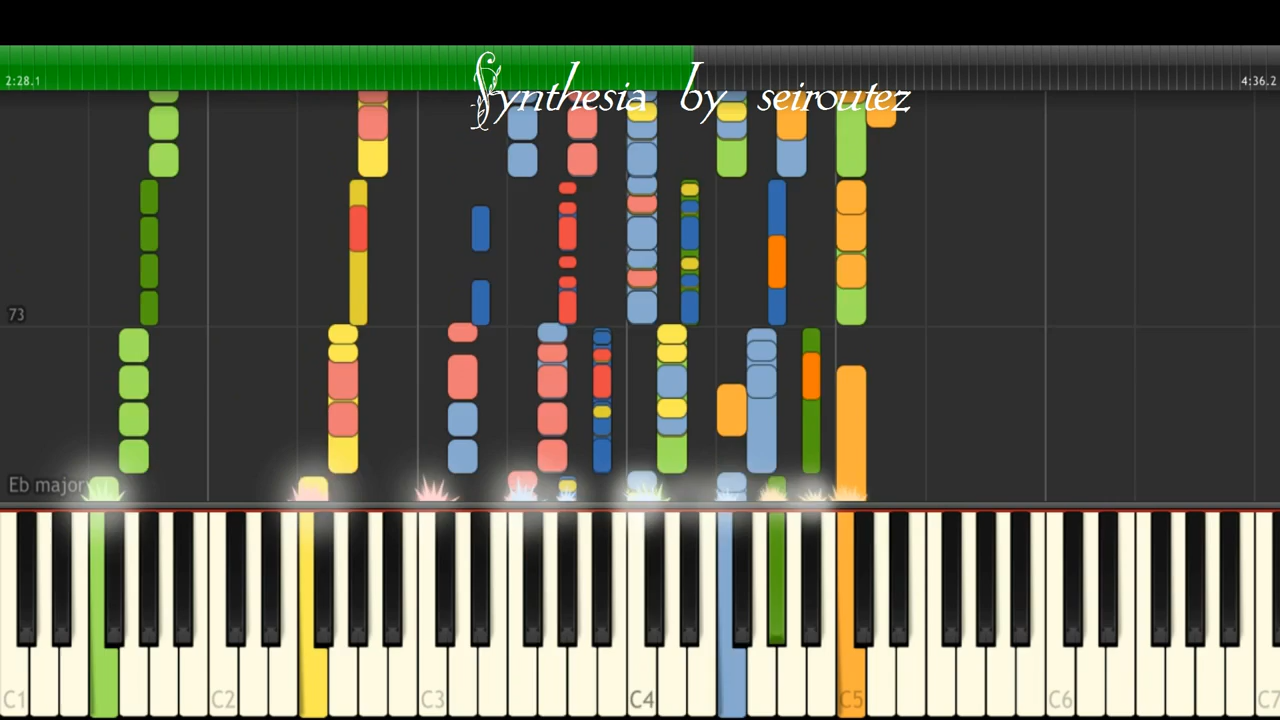 Synthesia by seiroutez
2:28.1 4:36.2
73
Eb major
C1 C2 C3 C4 C5 C6 C7